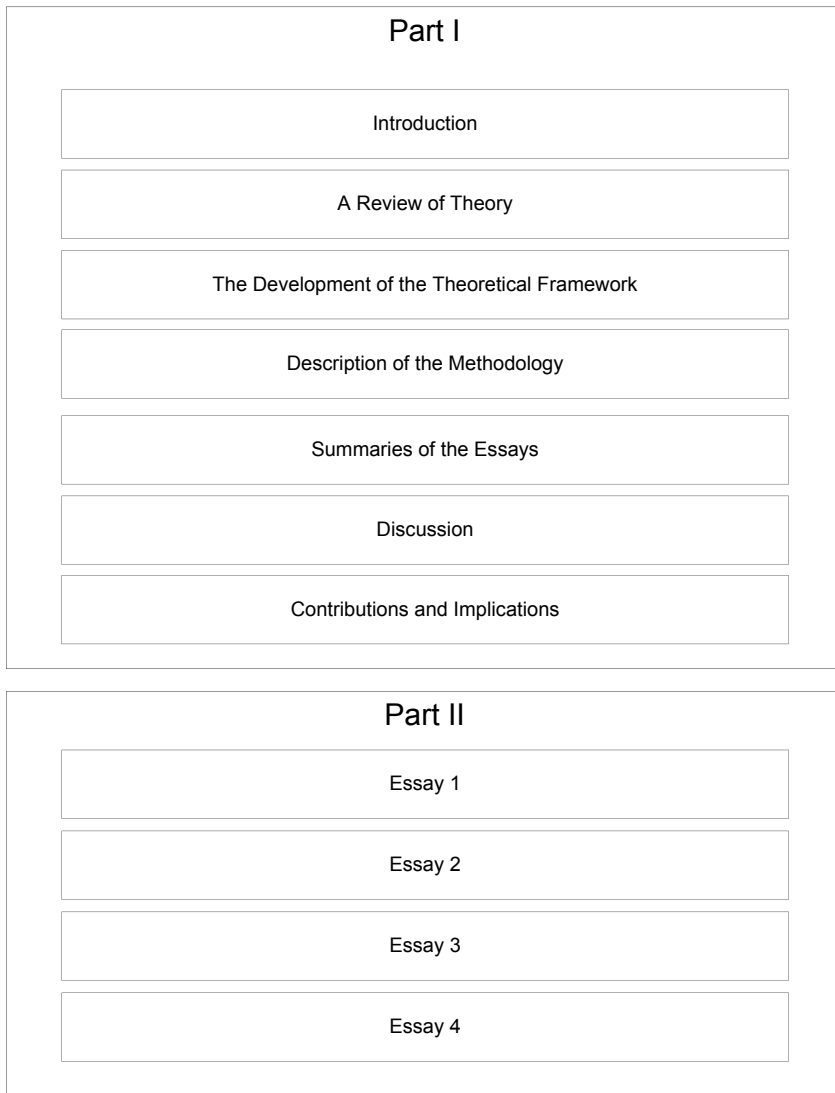 Part I
Introduction
A Review of Theory
The Development of the Theoretical Framework
Description of the Methodology
Summaries of the Essays
Discussion
Contributions and Implications
Part II
Essay 1
Essay 2
Essay 3
Essay 4